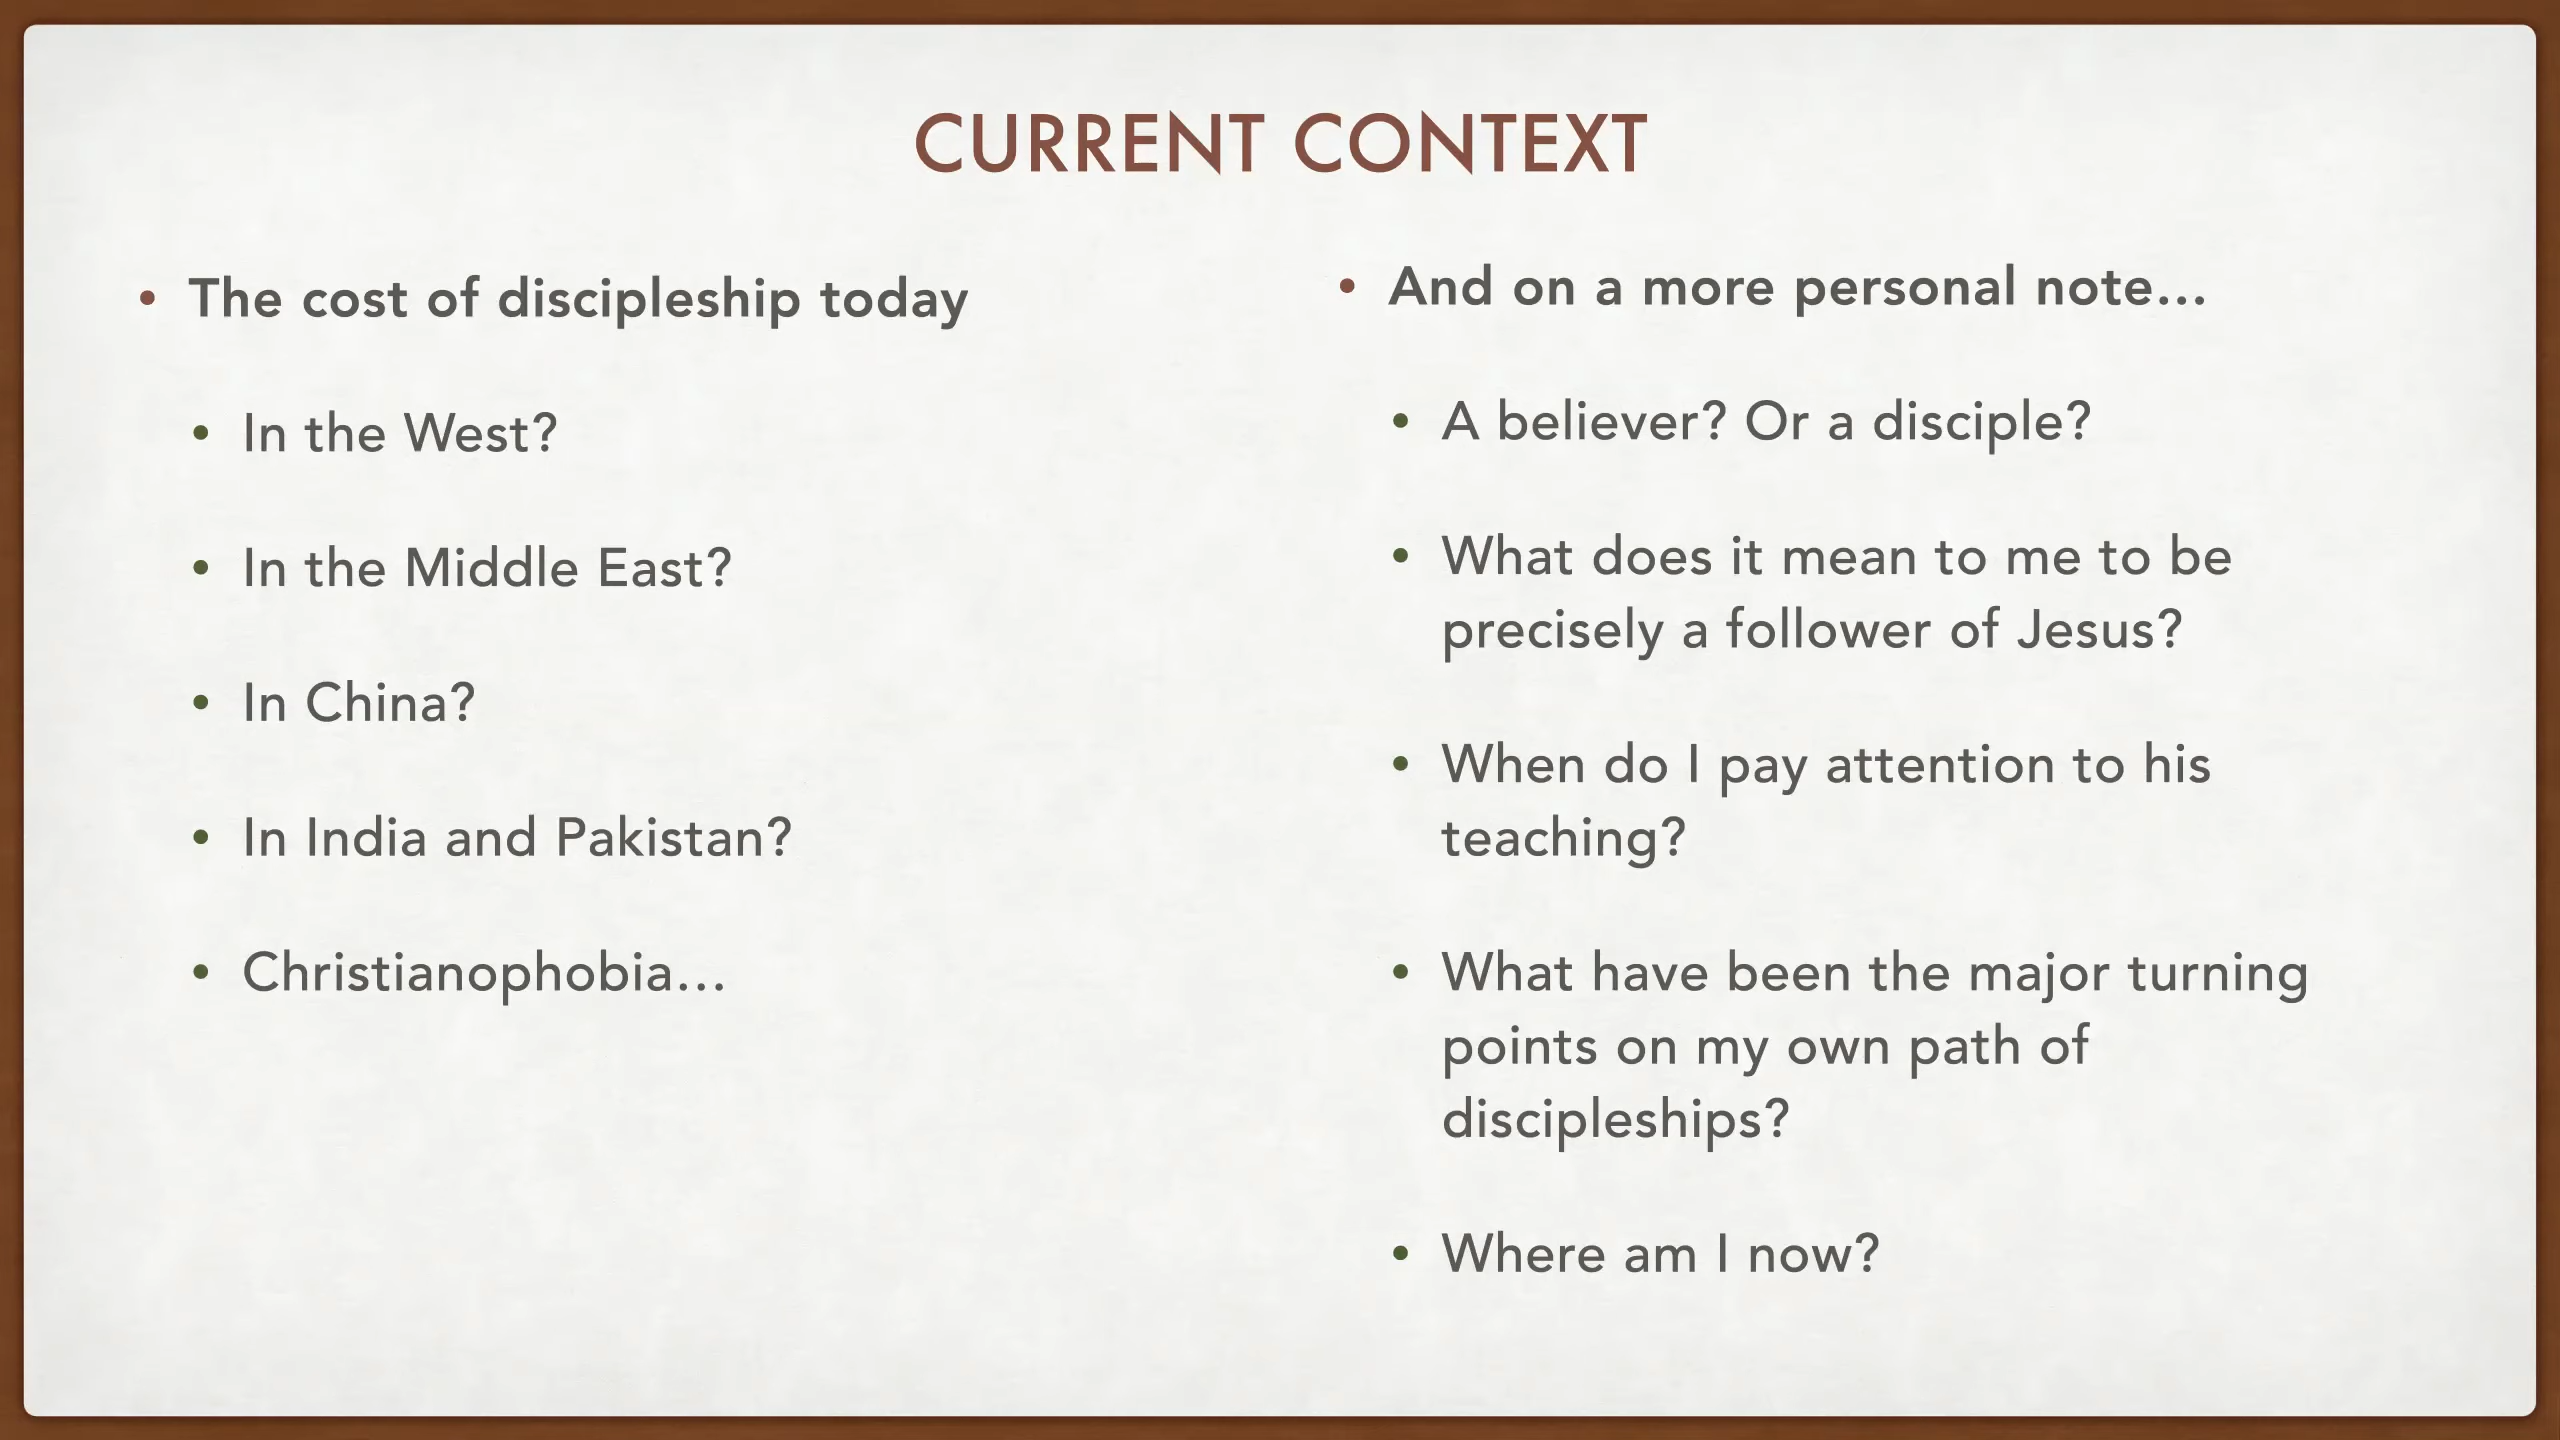 CURRENT CONTEXT
• The cost of discipleship today
• In the West?
• In the Middle East?
• In China?
• In India and Pakistan?
• Christianophobia…
• And on a more personal note…
• A believer? Or a disciple?
• What does it mean to me to be
precisely a follower of Jesus?
• When do I pay attention to his
teaching?
• What have been the major turning
points on my own path of
discipleships?
• Where am I now?